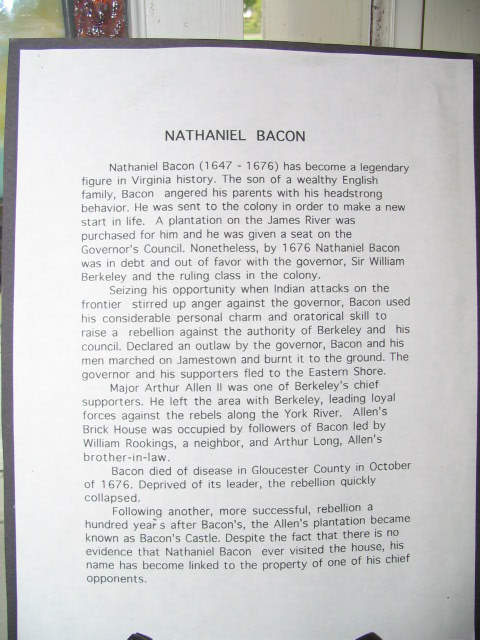 NATHANIEL BACON
Nathaniel Bacon (1647 - 1676) has become a legendary
figure in Virginia history. The son of a wealthy English
family, Bacon angered his parents with his headstrong
behavior. He was sent to the colony in order to make a new
start in life. A plantation on the James River was
purchased for him and he was given a seat on the
Governor's Council. Nonetheless, by 1676 Nathaniel Bacon
was in debt and out of favor with the governor, Sir William
Berkeley and the ruling class in the colony.
Seizing his opportunity when Indian attacks on the
frontier stirred up anger against the governor, Bacon used
his considerable personal charm and oratorical skill to
raise a rebellion against the authority of Berkeley and his
council. Declared an outlaw by the governor, Bacon and his
men marched on Jamestown and burnt it to the ground. The
governor and his supporters fled to the Eastern Shore.
Major Arthur Allen II was one of Berkeley's chief
supporters. He left the area with Berkeley, leading loyal
forces against the rebels along the York River. Allen's
Brick House was occupied by followers of Bacon led by
William Rookings, a neighbor, and Arthur Long, Allen's
brother-in-law.
Bacon died of disease in Gloucester County in October
of 1676. Deprived of its leader, the rebellion quickly
collapsed.
Following another, more successful, rebellion a
hundred years after Bacon's, the Allen's plantation became
known as Bacon's Castle. Despite the fact that there is no
evidence that Nathaniel Bacon ever visited the house, his
name has become linked to the property of one of his chief
opponents.